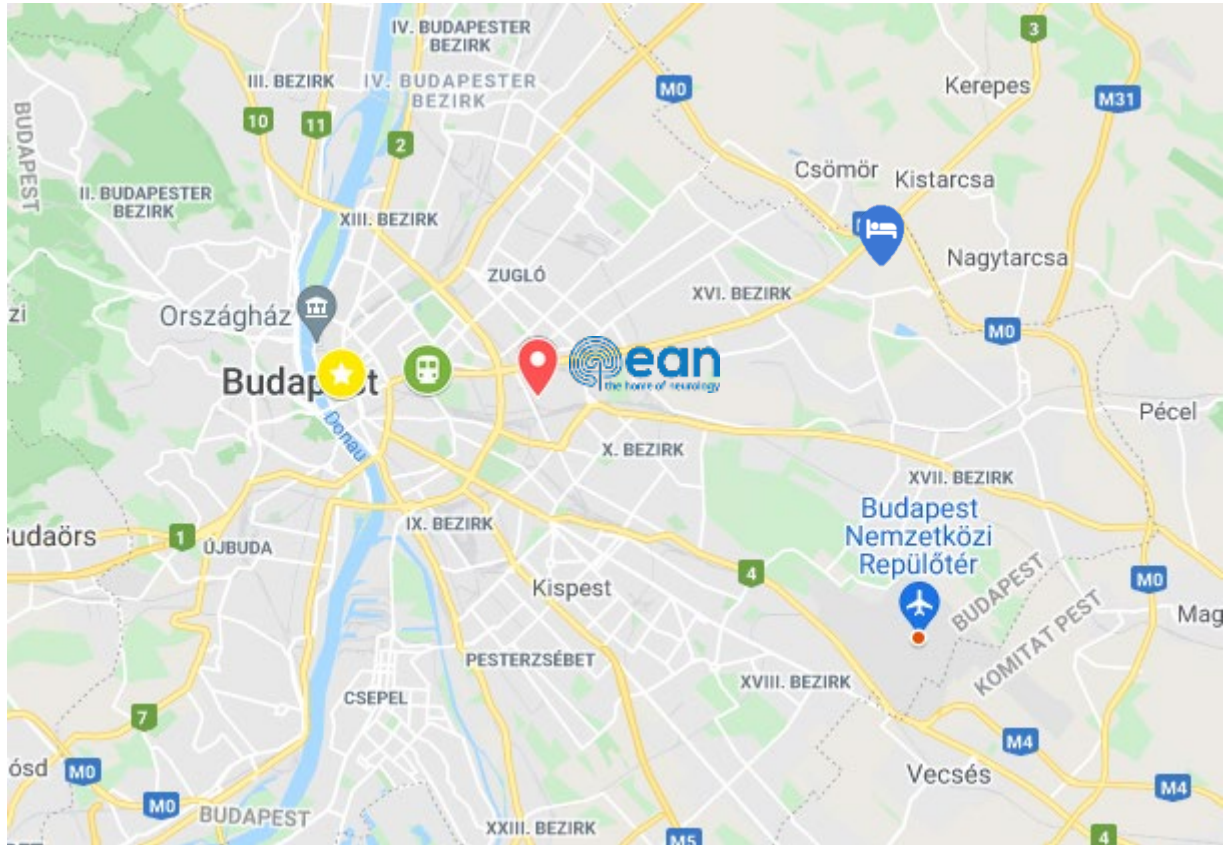 IV. BUDAPESTER
BEZIRK
3
III. BEZIRK
IV. BUDAPESTER
BEZIRK
M0
Kerepes
M31
BUDAPEST
10
11
2
Csömör
Kistarcsa
II. BUDAPESTER
BEZIRK
XIII. BEZIRK
Nagytarcsa
ZUGLÓ
XVI. BEZIRK
zi
Országház
M0
ean
the home of neurology
Budapest
Donau
Pécel
X. BEZIRK
XVII. BEZIRK
Budapest
Nemzetközi
Repülőtér
IX. BEZIRK
udaörs
1
ÚJBUDA
4
Kispest
M0
BUDAPEST
KOMITAT PEST
Mag
PESTERZSÉBET
XVIII. BEZIRK
CSEPEL
7
M4
ósd
M0
Vecsés
M4
M0
BUDAPEST
XXIII. BEZIRK
M5
4